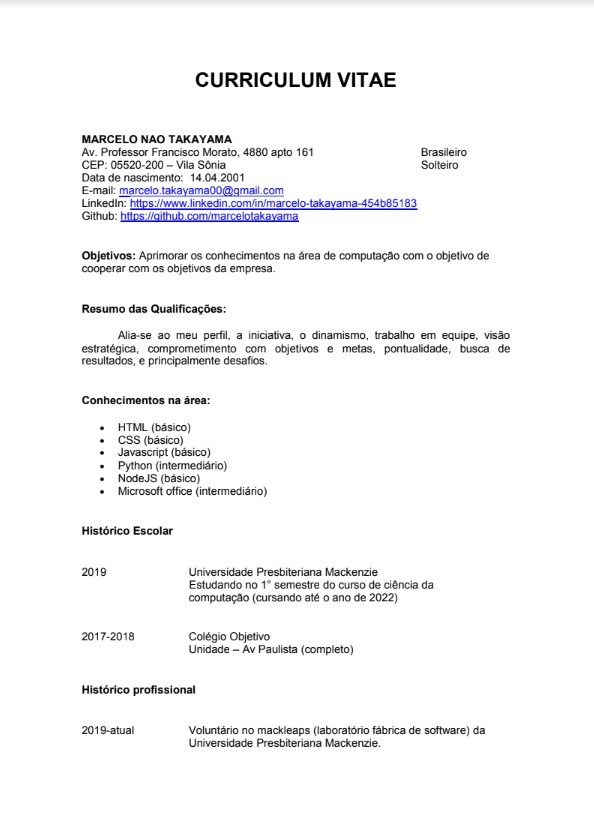 CURRICULUM VITAE
MARCELO NAO TAKAYAMA
Av. Professor Francisco Morato, 4880 apto 161 Brasileiro
CEP: 05520-200 – Vila Sônia Solteiro
Data de nascimento: 14.04.2001
E-mail: marcelo.takayama00@gmail.com
LinkedIn: https://www.linkedin.com/in/marcelo-takayama-454b85183
Github: https://github.com/marcelotakayama
Objetivos: Aprimorar os conhecimentos na área de computação com o objetivo de
cooperar com os objetivos da empresa.
Resumo das Qualificações:
Alia-se ao meu perfil, a iniciativa, o dinamismo, trabalho em equipe, visão
estratégica, comprometimento com objetivos e metas, pontualidade, busca de
resultados, e principalmente desafios.
Conhecimentos na área:
• HTML (básico)
• CSS (básico)
• Javascript (básico)
• Python (intermediário)
• NodeJS (básico)
• Microsoft office (intermediário)
Histórico Escolar
2019 Universidade Presbiteriana Mackenzie
Estudando no 1° semestre do curso de ciência da
computação (cursando até o ano de 2022)
2017-2018 Colégio Objetivo
Unidade – Av Paulista (completo)
Histórico profissional
2019-atual Voluntário no mackleaps (laboratório fábrica de software) da
Universidade Presbiteriana Mackenzie.